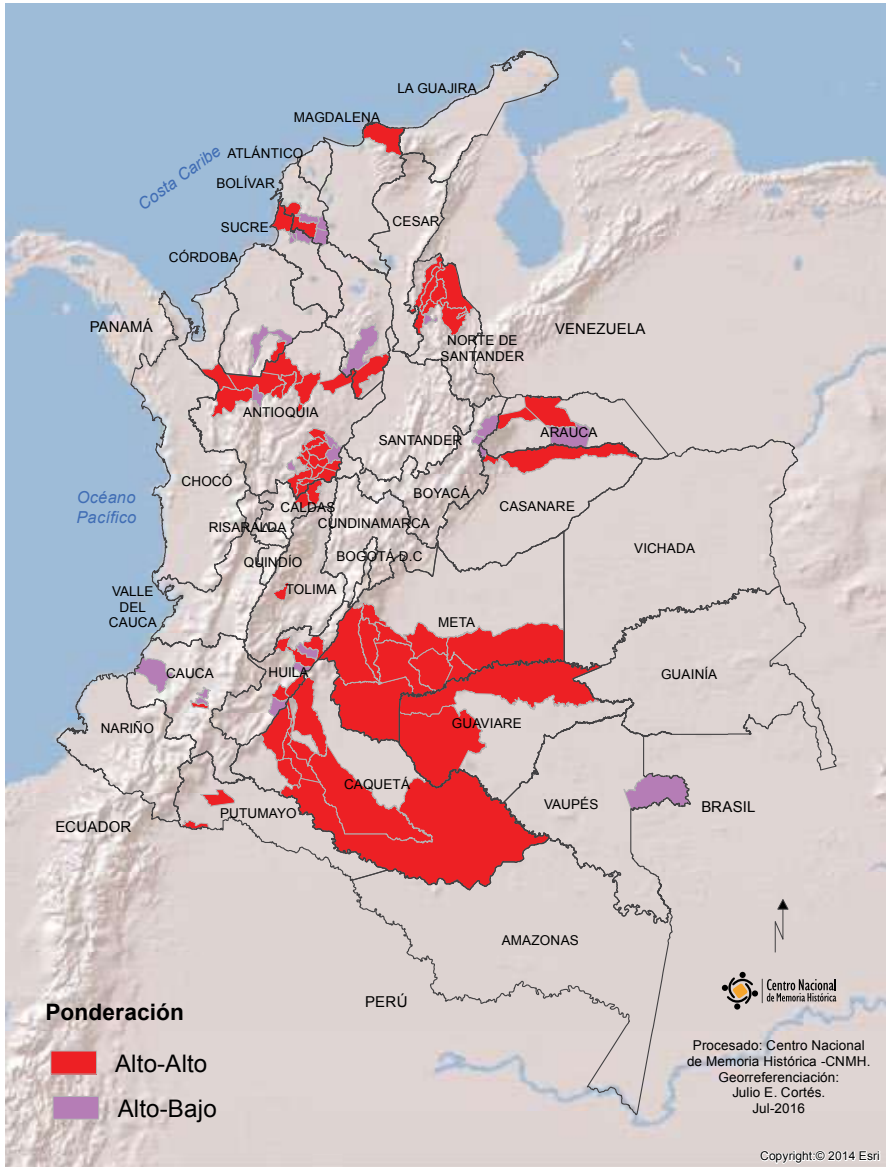 LA GUAJIRA
MAGDALENA
ATLÁNTICO
Costa Caribe
BOLÍVAR
CESAR
SUCRE
CÓRDOBA
PANAMÁ
VENEZUELA
NORTE DE
SANTANDER
ANTIOQUIA
ARAUCA
SANTANDER
CHOCÓ
BOYACÁ
Océano
Pacífico
CASANARE
CALDAS
CUNDINAMARCA
RISARALDA
VICHADA
BOGOTÁ D.C
QUINDÍO
TOLIMA
VALLE
DEL
CAUCA
META
CAUCA
HUILA
GUAINÍA
NARIÑO
GUAVIARE
CAQUETÁ
VAUPÉS
BRASIL
PUTUMAYO
ECUADOR
AMAZONAS
PERÚ
N
Centro Nacional
de Memoria Histórica
Ponderación
Alto-Alto
Alto-Bajo
Procesado: Centro Nacional
de Memoria Histórica -CNMH.
Georreferenciación:
Julio E. Cortés.
Jul-2016
Copyright:© 2014 Esri